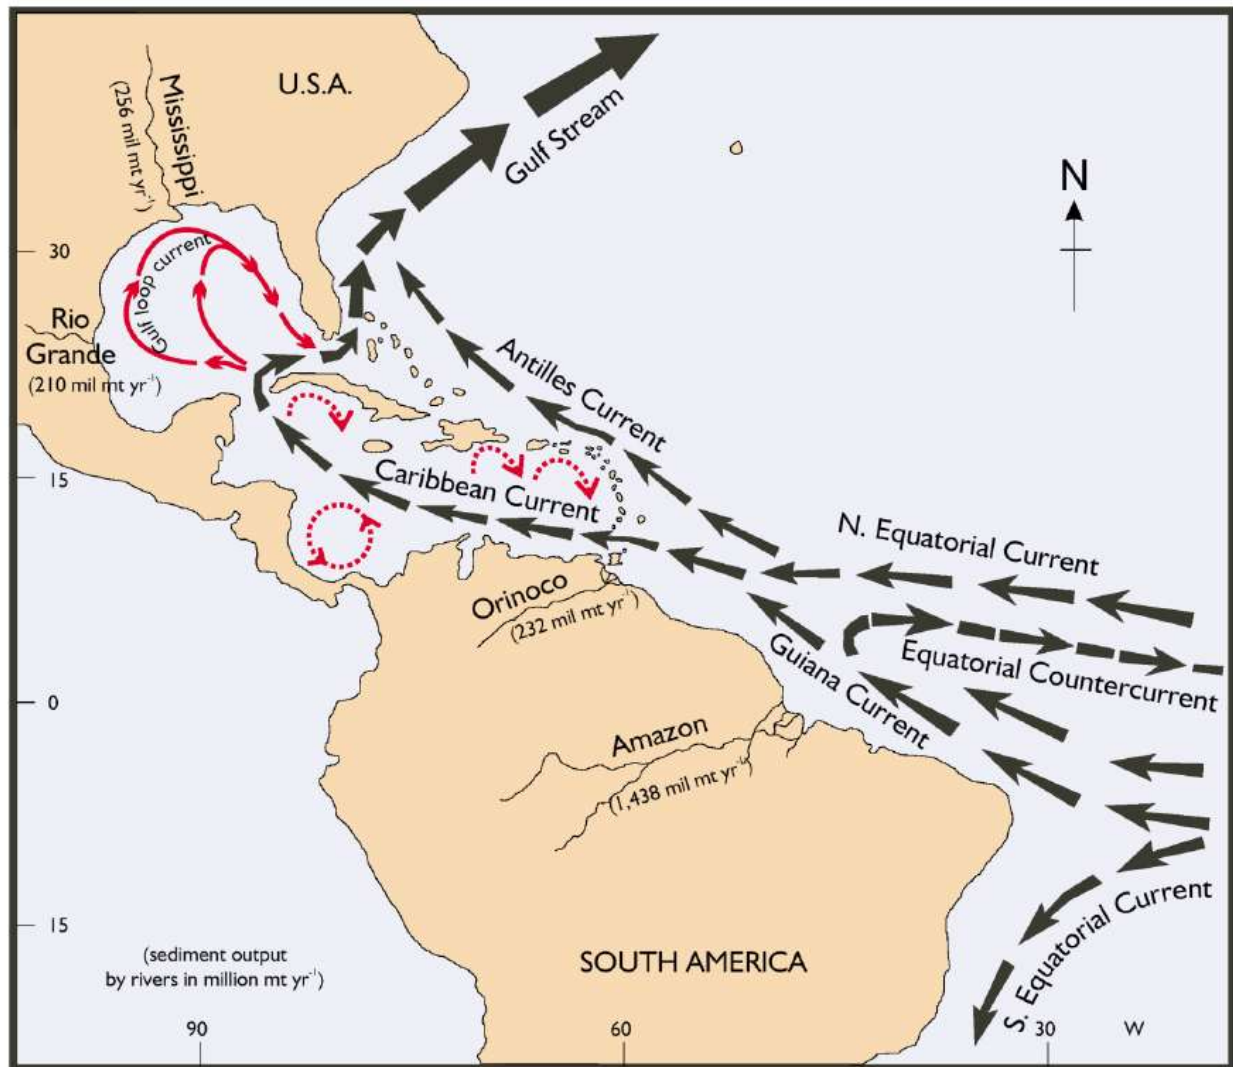 U.S.A.
Mississippi
(256 mil mt yr⁻¹)
Gulf Stream
N
30
Gulf loop current
Rio
Grande
(210 mil mt yr⁻¹)
Antilles Current
15
Caribbean Current
N. Equatorial Current
Orinoco
(232 mil mt yr⁻¹)
Guiana Current
Equatorial Countercurrent
0
Amazon
(1,438 mil mt yr⁻¹)
S. Equatorial Current
15
(sediment output
by rivers in million mt yr⁻¹)
SOUTH AMERICA
90
60
30
W